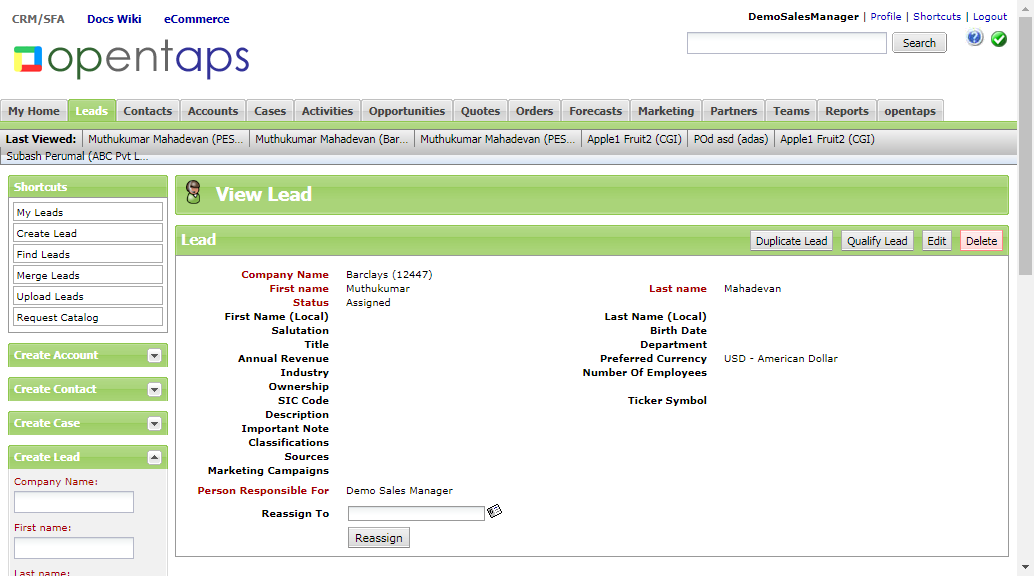 CRM/SFA Docs Wiki eCommerce
DemoSalesManager | Profile | Shortcuts | Logout
opentaps
Search
My Home Leads Contacts Accounts Cases Activities Opportunities Quotes Orders Forecasts Marketing Partners Teams Reports opentaps
Last Viewed: Muthukumar Mahadevan (PES... Muthukumar Mahadevan (Bar... Muthukumar Mahadevan (PES... Apple1 Fruit2 (CGI) POd asd (adas) Apple1 Fruit2 (CGI)
Subash Perumal (ABC Pvt L...
Shortcuts
My Leads
Create Lead
Find Leads
Merge Leads
Upload Leads
Request Catalog
Create Account
Create Contact
Create Case
Create Lead
Company Name:
First name:
Last name:
View Lead
Lead
Duplicate Lead Qualify Lead Edit Delete
Company Name Barclays (12447)
First name Muthukumar Last name Mahadevan
Status Assigned
First Name (Local) Last Name (Local)
Salutation Birth Date
Title Department
Annual Revenue Preferred Currency USD - American Dollar
Industry Number Of Employees
Ownership
SIC Code Ticker Symbol
Description
Important Note
Classifications
Sources
Marketing Campaigns
Person Responsible For Demo Sales Manager
Reassign To
Reassign